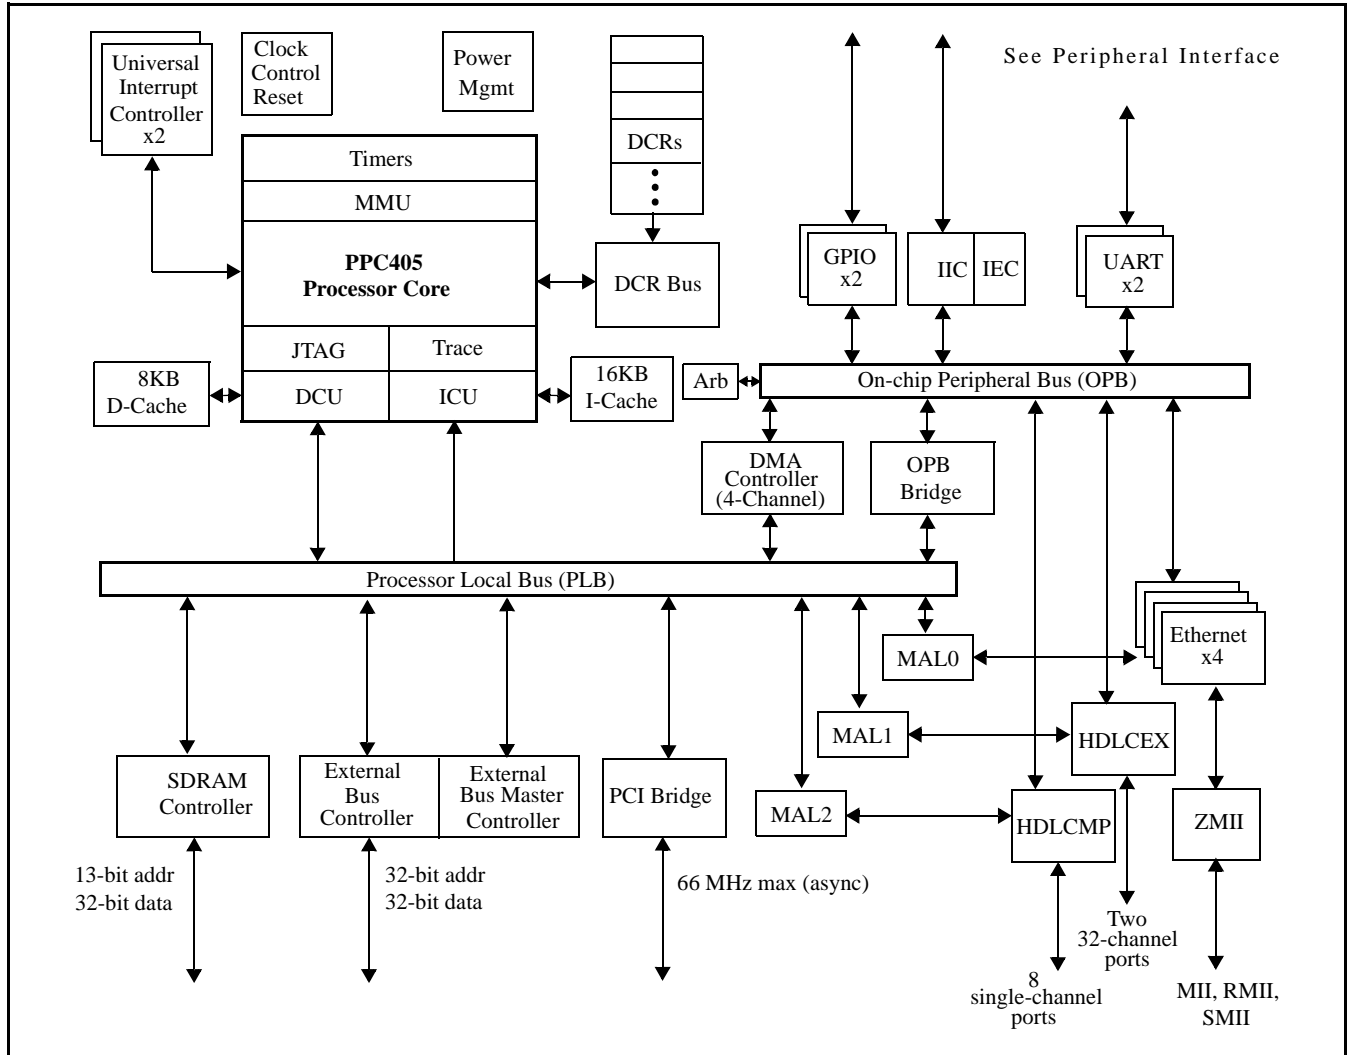 Universal
Interrupt
Controller
x2
Clock
Control
Reset
Power
Mgmt
DCRs
See Peripheral Interface
Timers
MMU
PPC405
Processor Core
JTAG
Trace
DCU
ICU
DCR Bus
GPIO
x2
IIC
IEC
UART
x2
8KB
D-Cache
16KB
I-Cache
Arb
On-chip Peripheral Bus (OPB)
DMA
Controller
(4-Channel)
OPB
Bridge
Processor Local Bus (PLB)
MAL0
Ethernet
x4
MAL1
HDLCEX
SDRAM
Controller
External
Bus
Controller
External
Bus Master
Controller
PCI Bridge
MAL2
HDLCMP
ZMII
13-bit addr
32-bit data
32-bit addr
32-bit data
66 MHz max (async)
Two
32-channel
ports
8
single-channel
ports
MII, RMII,
SMII